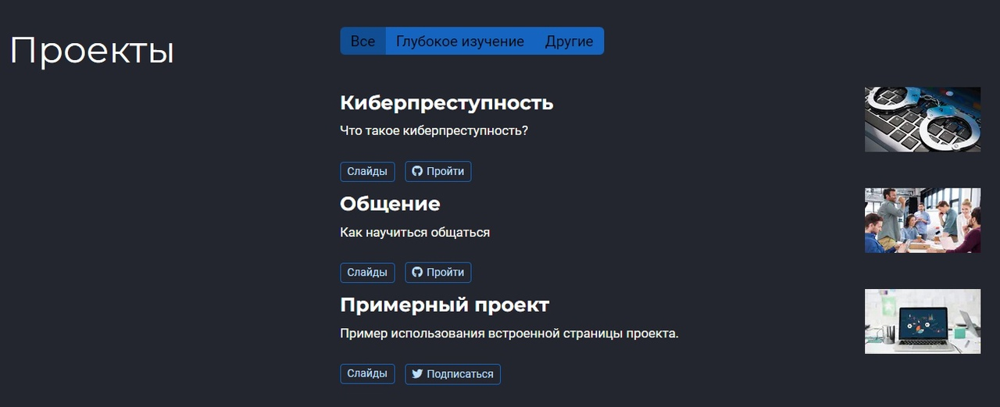 Проекты
Все Глубокое изучение Другие
Киберпреступность
Что такое киберпреступность?
Слайды Пройти
Общение
Как научиться общаться
Слайды Пройти
Примерный проект
Пример использования встроенной страницы проекта.
Слайды Подписаться